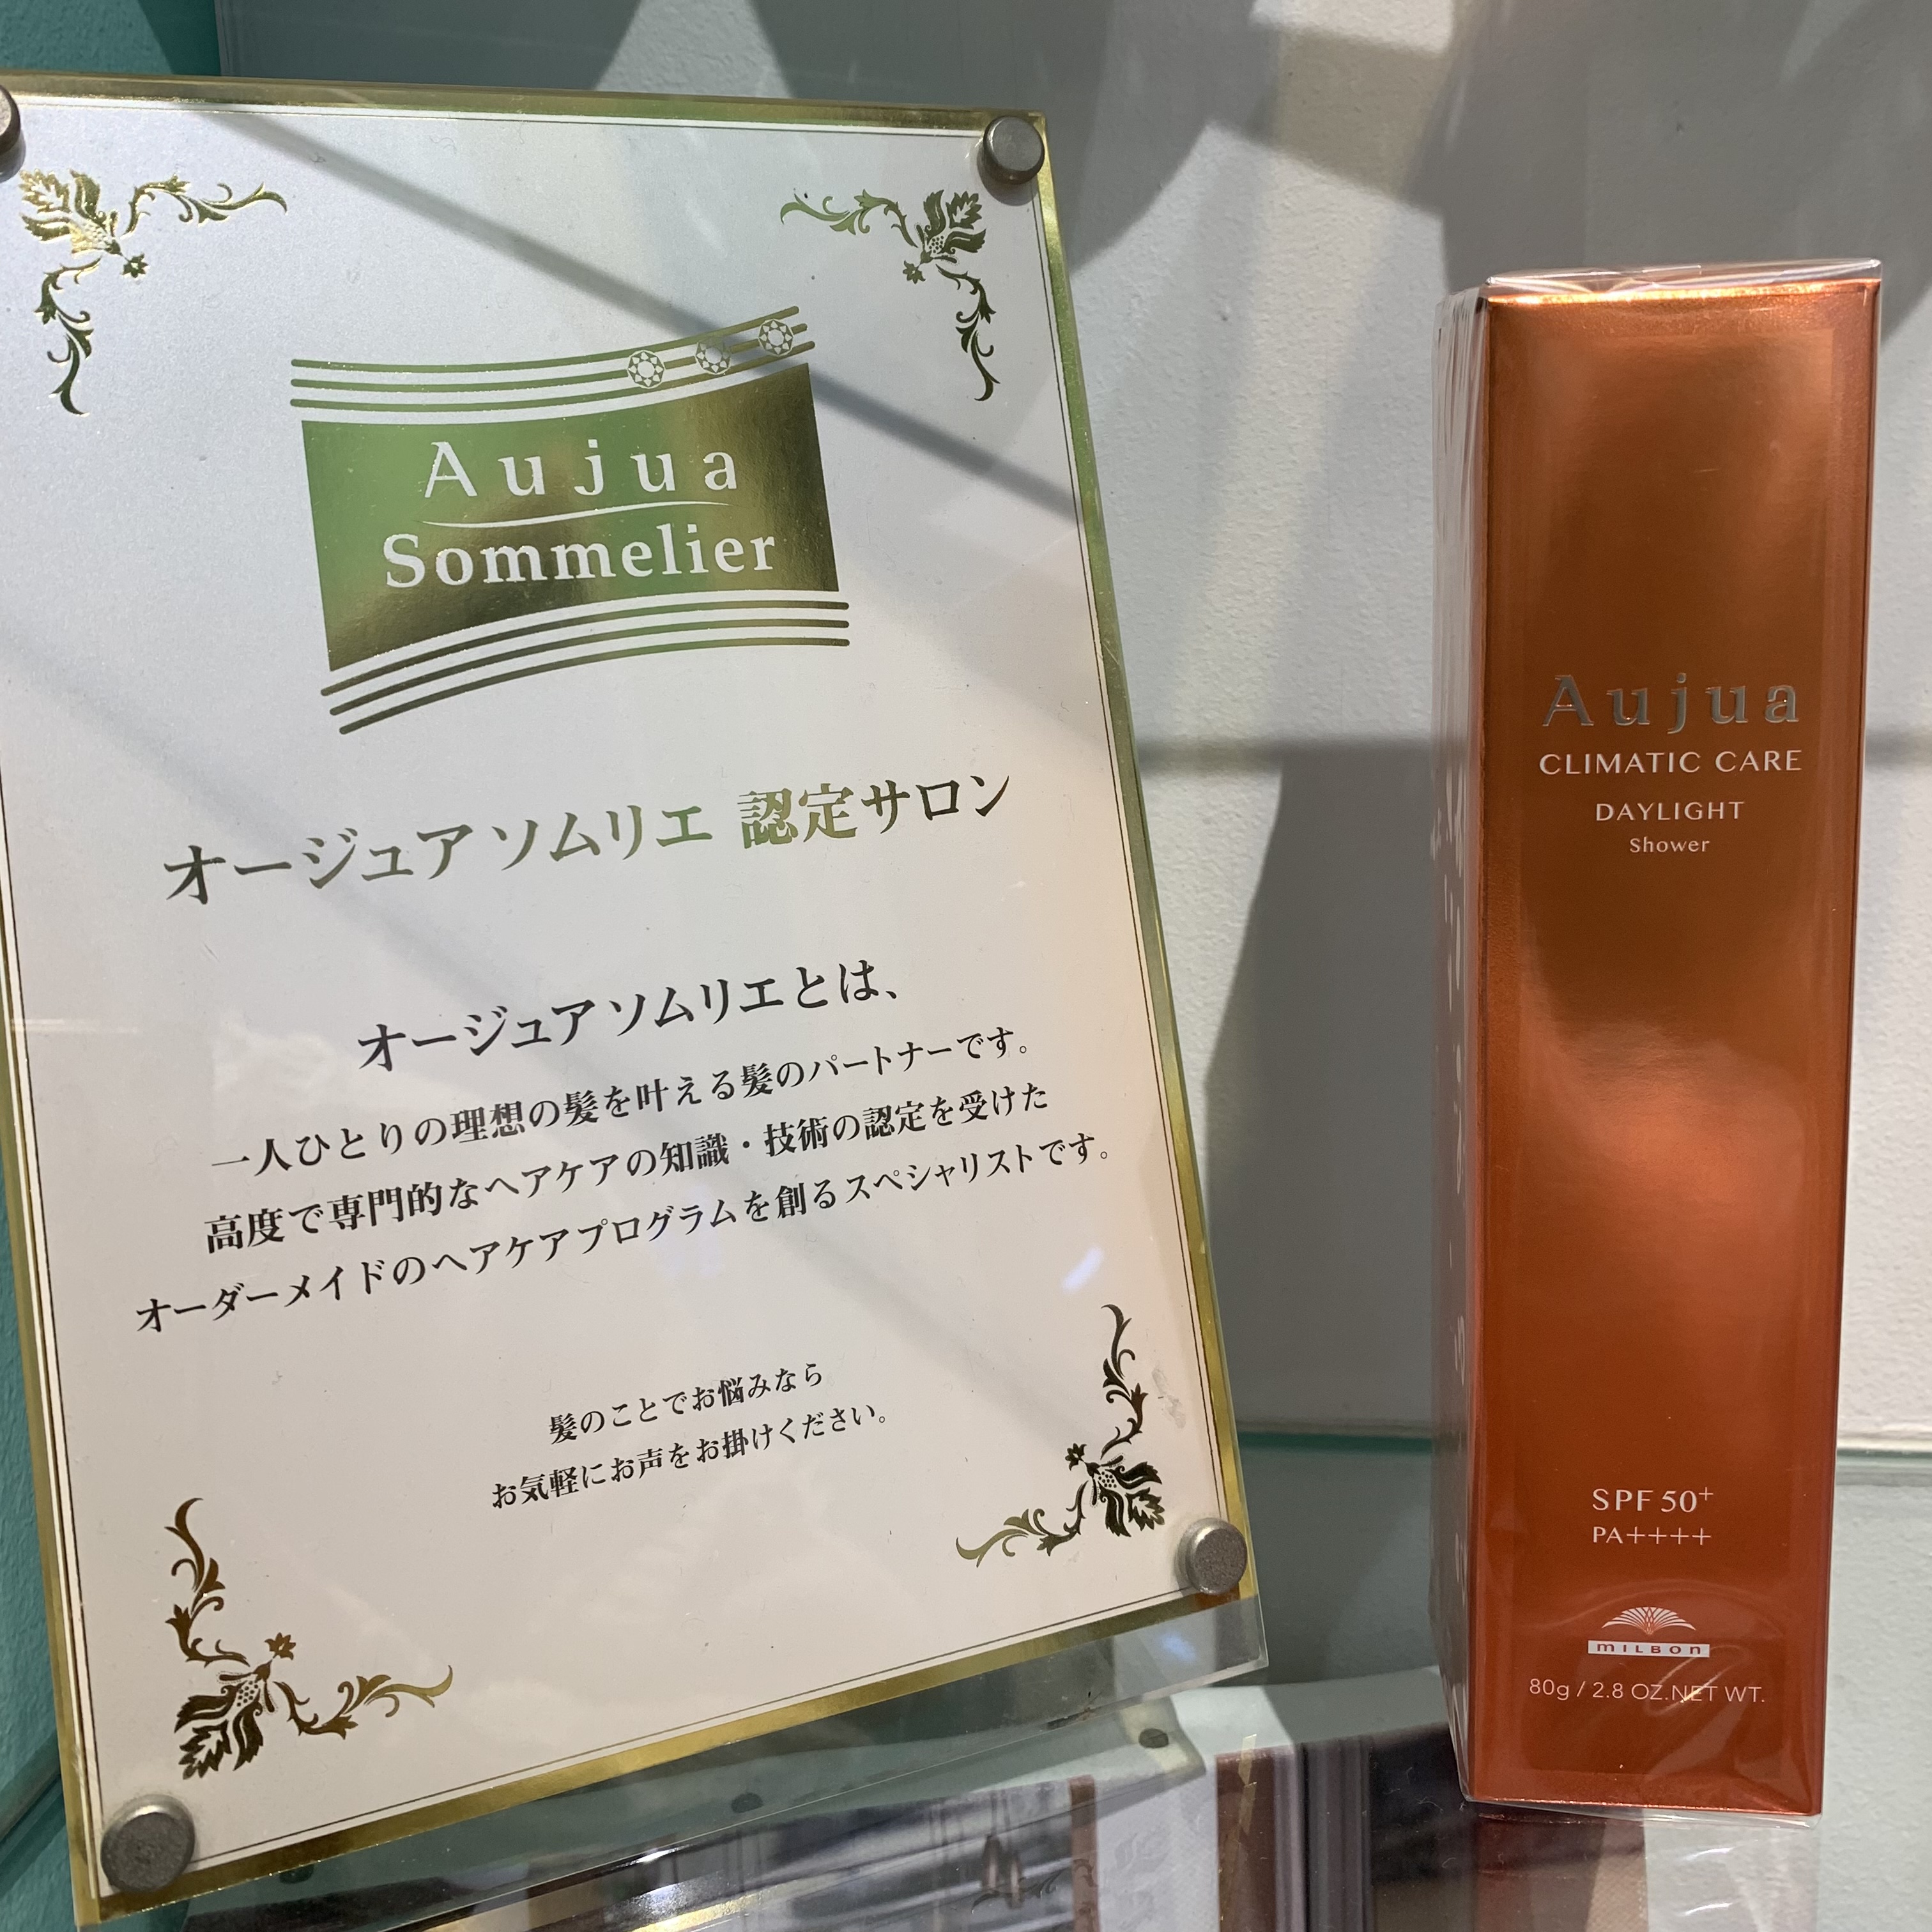 Aujua
Sommelier
オージュア ソムリエ 認定サロン
オージュア ソムリエとは、
一人ひとりの理想の髪を叶える髪のパートナーです。
高度で専門的なヘアケアの知識・技術の認定を受けた
オーダーメイドのヘアケアプログラムを創るスペシャリストです。
髪のことでお悩みなら
お気軽にお声をお掛けください。
Aujua
CLIMATIC CARE
DAYLIGHT
Shower
SPF 50+
PA++++
MILBON
80g / 2.8 OZ.NET WT.